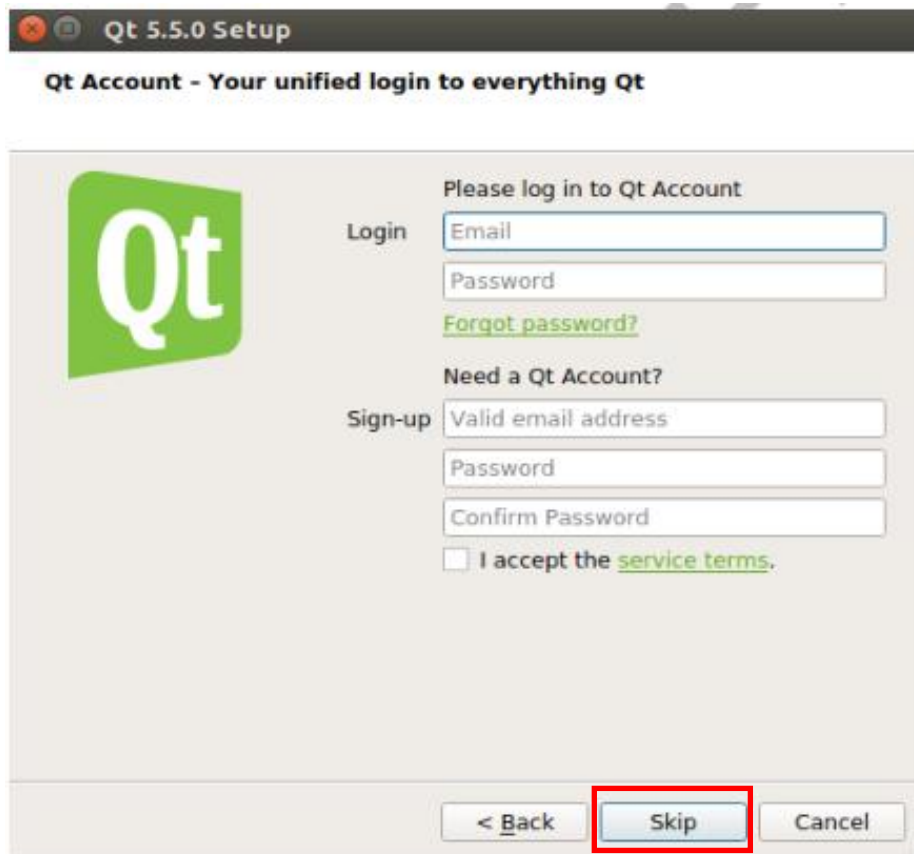 Qt 5.5.0 Setup
Qt Account - Your unified login to everything Qt
Qt
Please log in to Qt Account
Login Email
Password
Forgot password?
Need a Qt Account?
Sign-up Valid email address
Password
Confirm Password
I accept the service terms.
< Back Skip Cancel